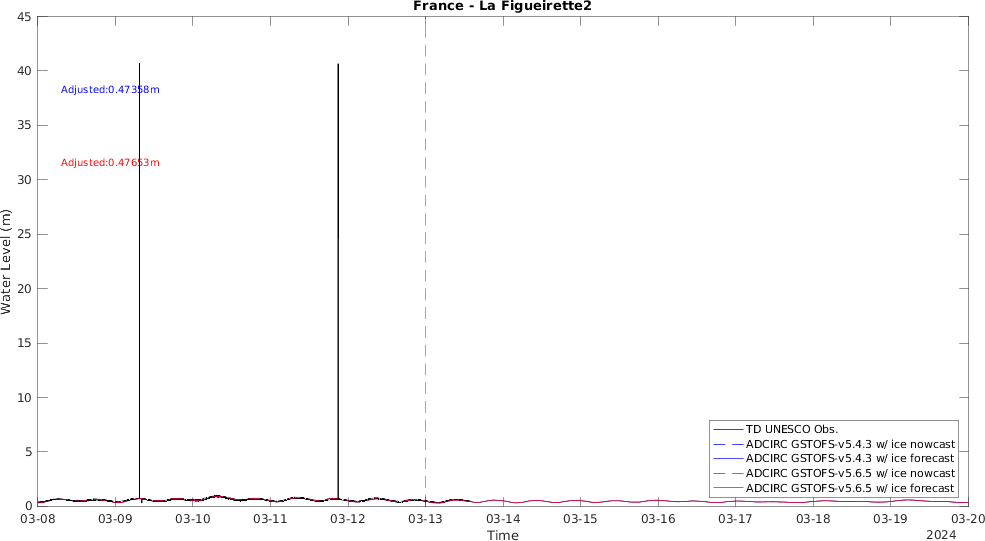 France - La Figueirette2
45
40
35
30
25
20
15
10
5
0
Water Level (m)
Adjusted:0.47358m
Adjusted:0.47653m
TD UNESCO Obs.
ADCIRC GSTOFS-v5.4.3 w/ ice nowcast
ADCIRC GSTOFS-v5.4.3 w/ ice forecast
ADCIRC GSTOFS-v5.6.5 w/ ice nowcast
ADCIRC GSTOFS-v5.6.5 w/ ice forecast
03-08 03-09 03-10 03-11 03-12 03-13 03-14 03-15 03-16 03-17 03-18 03-19 03-20
Time
2024